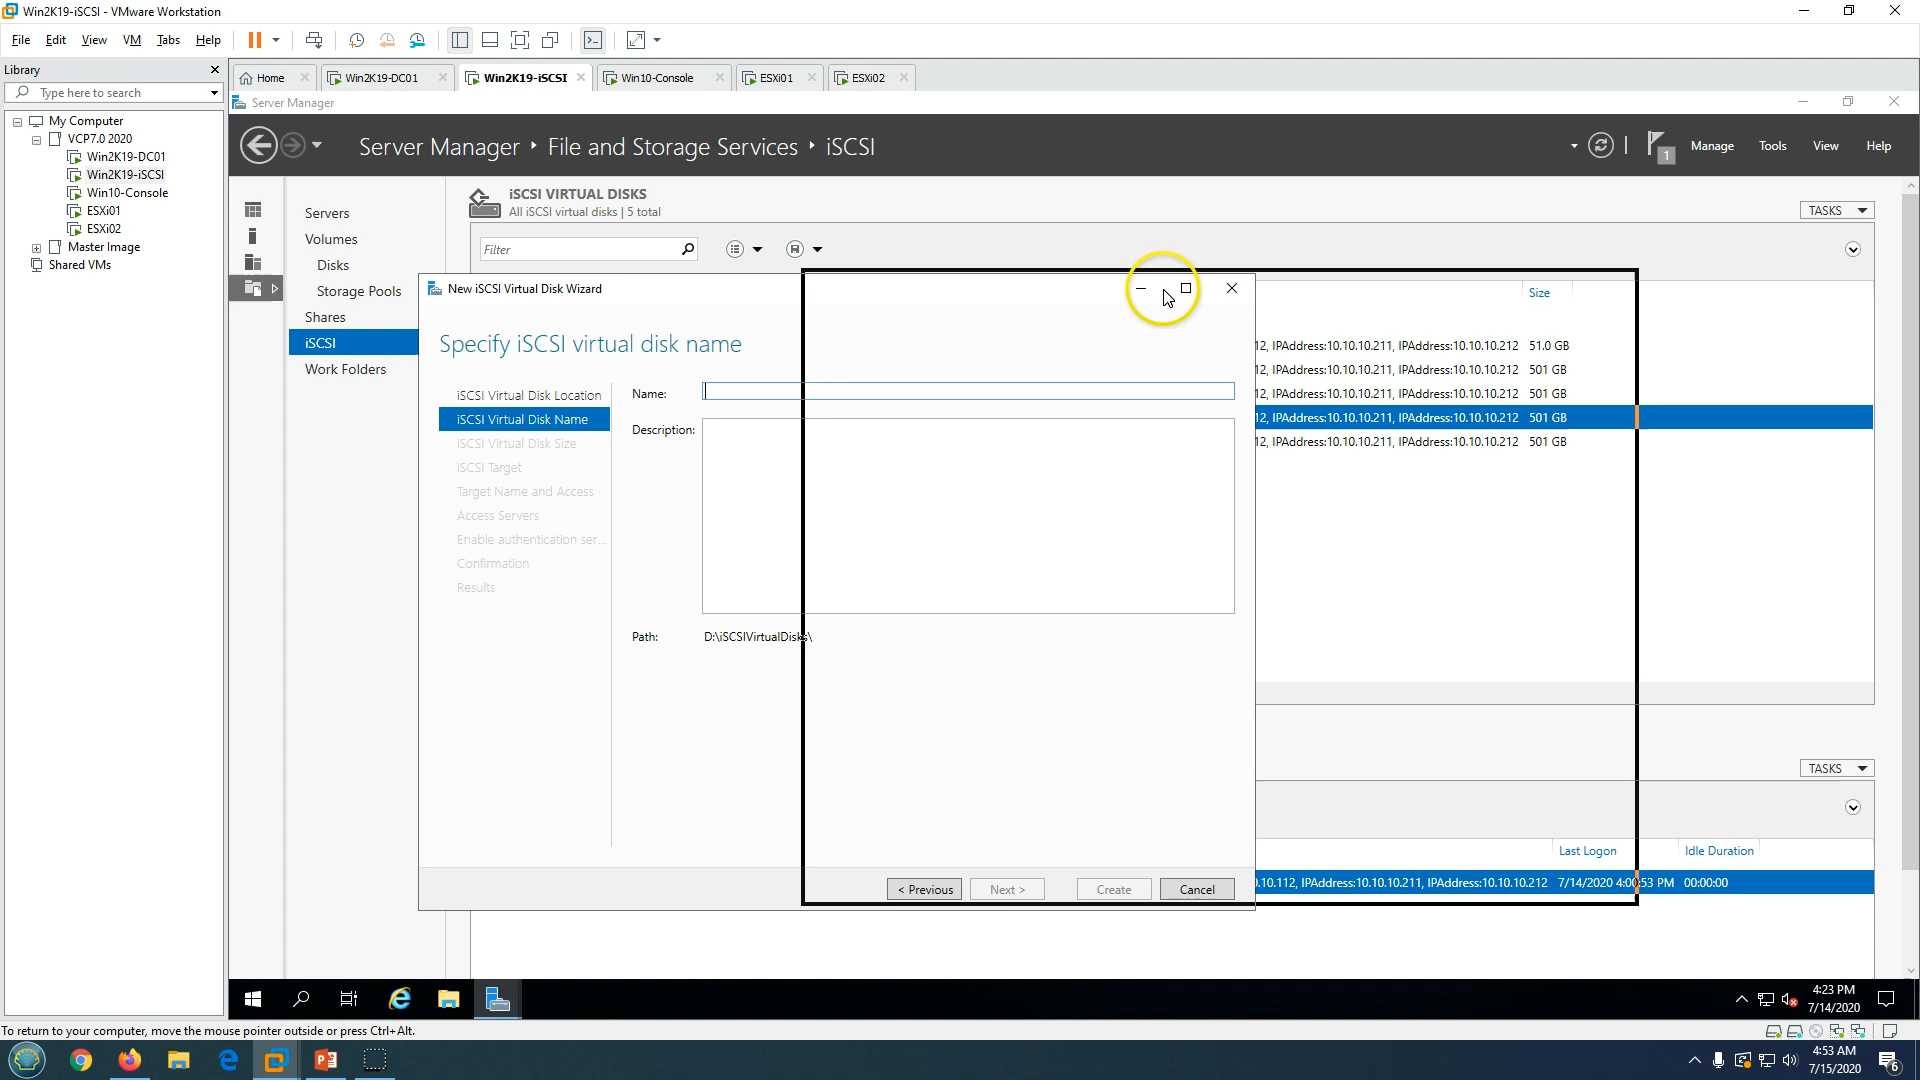 Win2K19-iSCSI - VMware Workstation
File Edit View VM Tabs Help
Library
Type here to search
My Computer
VCP7.0 2020
Win2K19-DC01
Win2K19-iSCSI
Win10-Console
ESXi01
ESXi02
Master Image
Shared VMs
Home Win2K19-DC01 Win2K19-iSCSI Win10-Console ESXi01 ESXi02
Server Manager
Server Manager File and Storage Services iSCSI
1 Manage Tools View Help
Servers
Volumes
Disks
Storage Pools
Shares
iSCSI
Work Folders
iSCSI VIRTUAL DISKS
All iSCSI virtual disks | 5 total
TASKS
Filter
Size
12, IPAddress:10.10.10.211, IPAddress:10.10.10.212 51.0 GB
12, IPAddress:10.10.10.211, IPAddress:10.10.10.212 501 GB
12, IPAddress:10.10.10.211, IPAddress:10.10.10.212 501 GB
12, IPAddress:10.10.10.211, IPAddress:10.10.10.212 501 GB
12, IPAddress:10.10.10.211, IPAddress:10.10.10.212 501 GB
New iSCSI Virtual Disk Wizard
Specify iSCSI virtual disk name
iSCSI Virtual Disk Location
iSCSI Virtual Disk Name
iSCSI Virtual Disk Size
iSCSI Target
Target Name and Access
Access Servers
Enable authentication ser...
Confirmation
Results
Name:
Description:
Path: D:\iSCSIVirtualDisks\
< Previous Next > Create Cancel
TASKS
Last Logon Idle Duration
.10.112, IPAddress:10.10.10.211, IPAddress:10.10.10.212 7/14/2020 4:00:53 PM 00:00:00
4:23 PM
7/14/2020
To return to your computer, move the mouse pointer outside or press Ctrl+Alt.
4:53 AM
7/15/2020
6